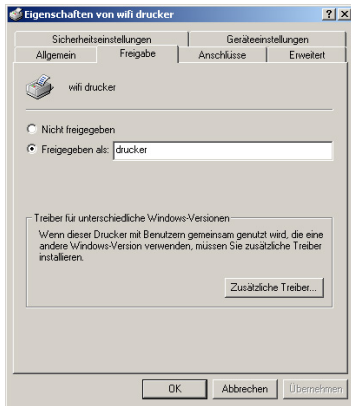 Eigenschaften von wifi drucker
Sicherheitseinstellungen Geräteeinstellungen
Allgemein Freigabe Anschlüsse Erweitert
wifi drucker
Nicht freigegeben
Freigegeben als: drucker
Treiber für unterschiedliche Windows-Versionen
Wenn dieser Drucker mit Benutzern gemeinsam genutzt wird, die eine
andere Windows-Version verwenden, müssen Sie zusätzliche Treiber
installieren.
Zusätzliche Treiber...
OK Abbrechen Übernehmen